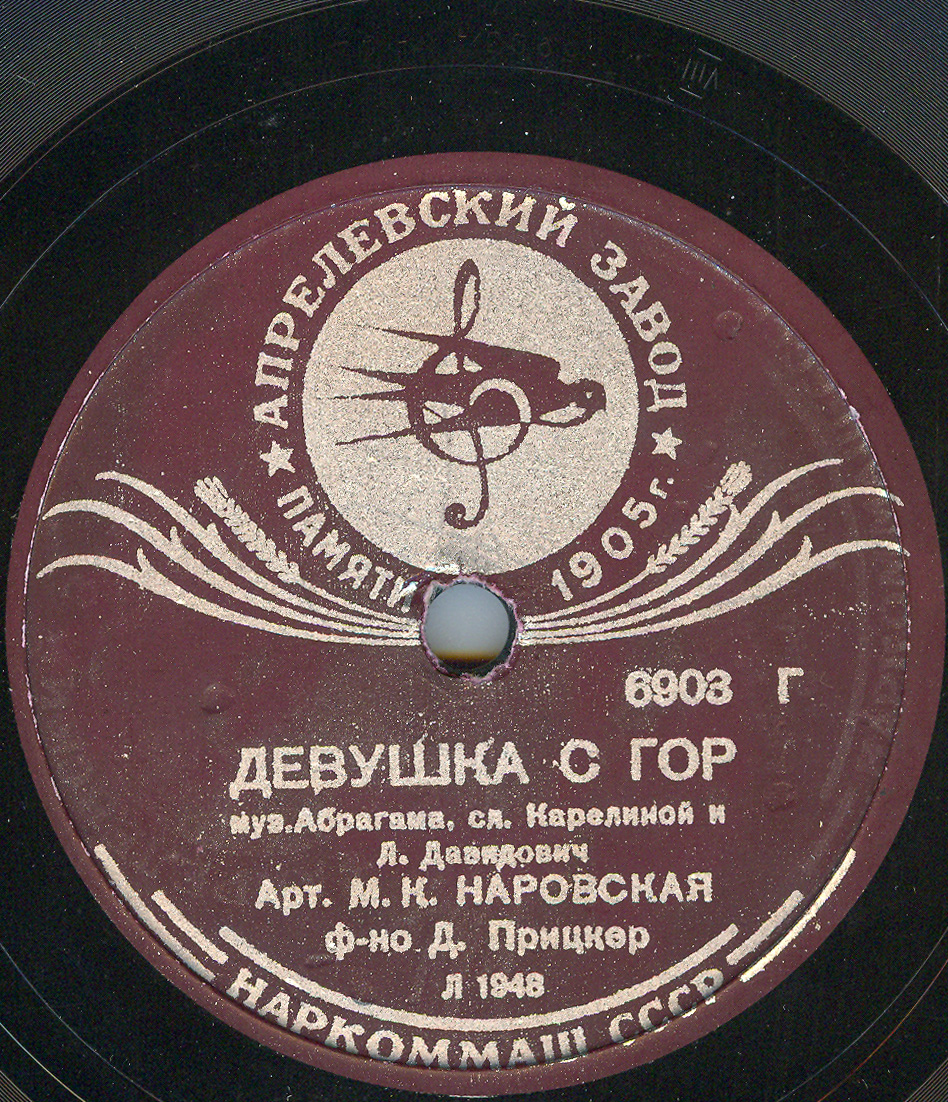 АПРЕЛЕВСКИЙ ЗАВОД
ПАМЯТИ 1905 г.
6903 Г
ДЕВУШКА С ГОР
муз. Абрагама, сл. Карелиной и
Л. Давидович
Арт. М. К. НАРОВСКАЯ
ф-но Д. Прицкер
Л 1948
НАРКОММАШ СССР
VIII